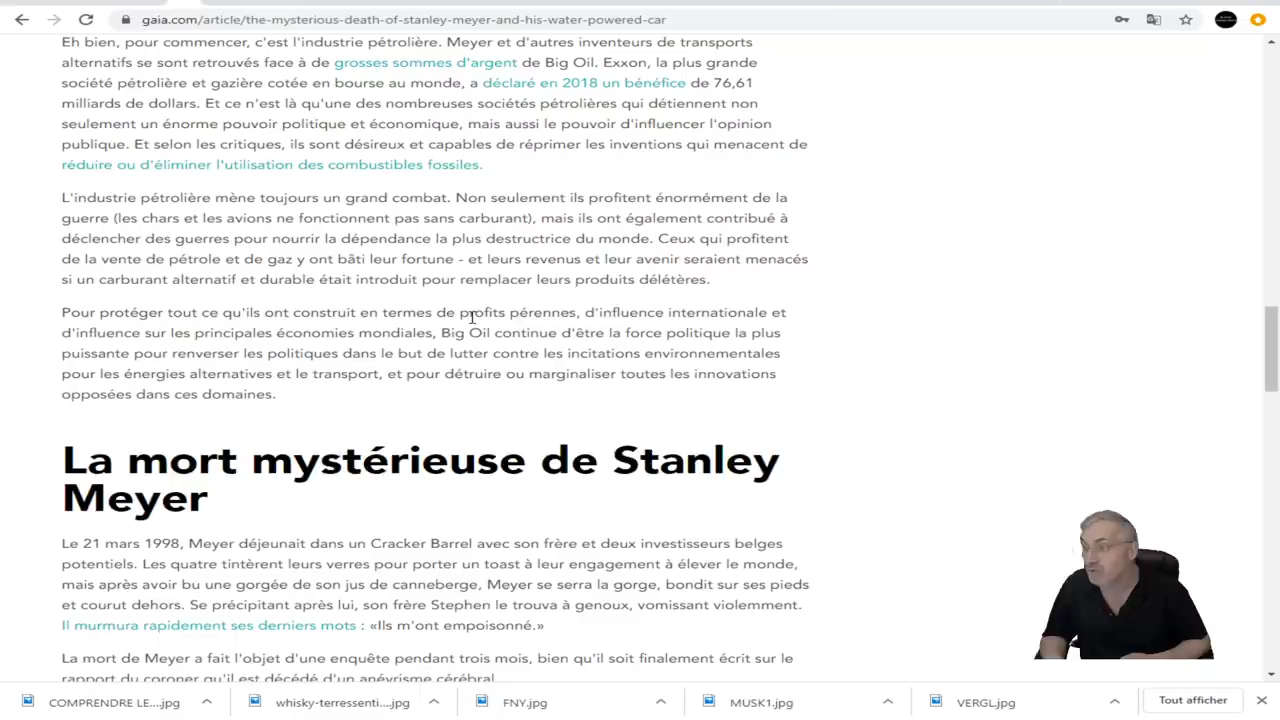 gaia.com/article/the-mysterious-death-of-stanley-meyer-and-his-water-powered-car
Eh bien, pour commencer, c'est l'industrie pétrolière. Meyer et d'autres inventeurs de transports
alternatifs se sont retrouvés face à de grosses sommes d'argent de Big Oil. Exxon, la plus grande
société pétrolière et gazière cotée en bourse au monde, a déclaré en 2018 un bénéfice de 76,61
milliards de dollars. Et ce n'est là qu'une des nombreuses sociétés pétrolières qui détiennent non
seulement un énorme pouvoir politique et économique, mais aussi le pouvoir d'influencer l'opinion
publique. Et selon les critiques, ils sont désireux et capables de réprimer les inventions qui menacent de
réduire ou d'éliminer l'utilisation des combustibles fossiles.
L'industrie pétrolière mène toujours un grand combat. Non seulement ils profitent énormément de la
guerre (les chars et les avions ne fonctionnent pas sans carburant), mais ils ont également contribué à
déclencher des guerres pour nourrir la dépendance la plus destructrice du monde. Ceux qui profitent
de la vente de pétrole et de gaz y ont bâti leur fortune - et leurs revenus et leur avenir seraient menacés
si un carburant alternatif et durable était introduit pour remplacer leurs produits délétères.
Pour protéger tout ce qu'ils ont construit en termes de profits pérennes, d'influence internationale et
d'influence sur les principales économies mondiales, Big Oil continue d'être la force politique la plus
puissante pour renverser les politiques dans le but de lutter contre les incitations environnementales
pour les énergies alternatives et le transport, et pour détruire ou marginaliser toutes les innovations
opposées dans ces domaines.
La mort mystérieuse de Stanley
Meyer
Le 21 mars 1998, Meyer déjeunait dans un Cracker Barrel avec son frère et deux investisseurs belges
potentiels. Les quatre tintèrent leurs verres pour porter un toast à leur engagement à élever le monde,
mais après avoir bu une gorgée de son jus de canneberge, Meyer se serra la gorge, bondit sur ses pieds
et courut dehors. Se précipitant après lui, son frère Stephen le trouva à genoux, vomissant violemment.
Il murmura rapidement ses derniers mots : «Ils m'ont empoisonné.»
La mort de Meyer a fait l'objet d'une enquête pendant trois mois, bien qu'il soit finalement écrit sur le
rapport du coroner qu'il est décédé d'un anévrisme cérébral
COMPRENDRE LE....jpg
whisky-terressenti....jpg
FNY.jpg
MUSK1.jpg
VERGL.jpg
Tout afficher